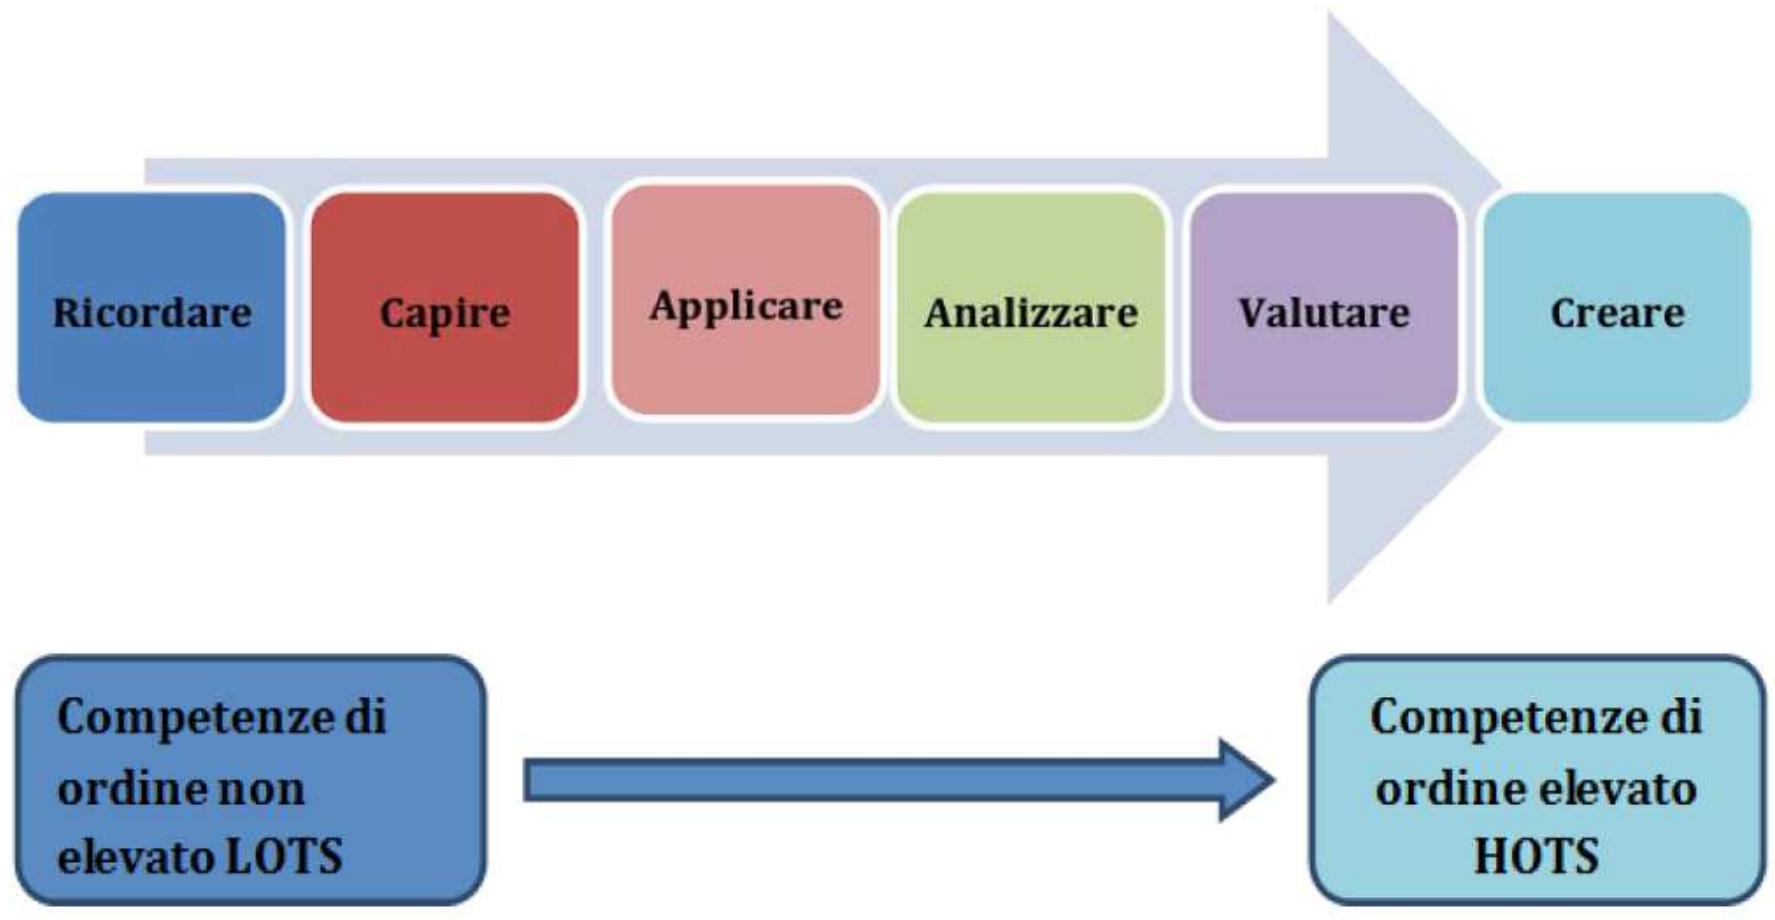 Ricordare
Capire
Applicare
Analizzare
Valutare
Creare
Competenze di
ordine non
elevato LOTS
Competenze di
ordine elevato
HOTS